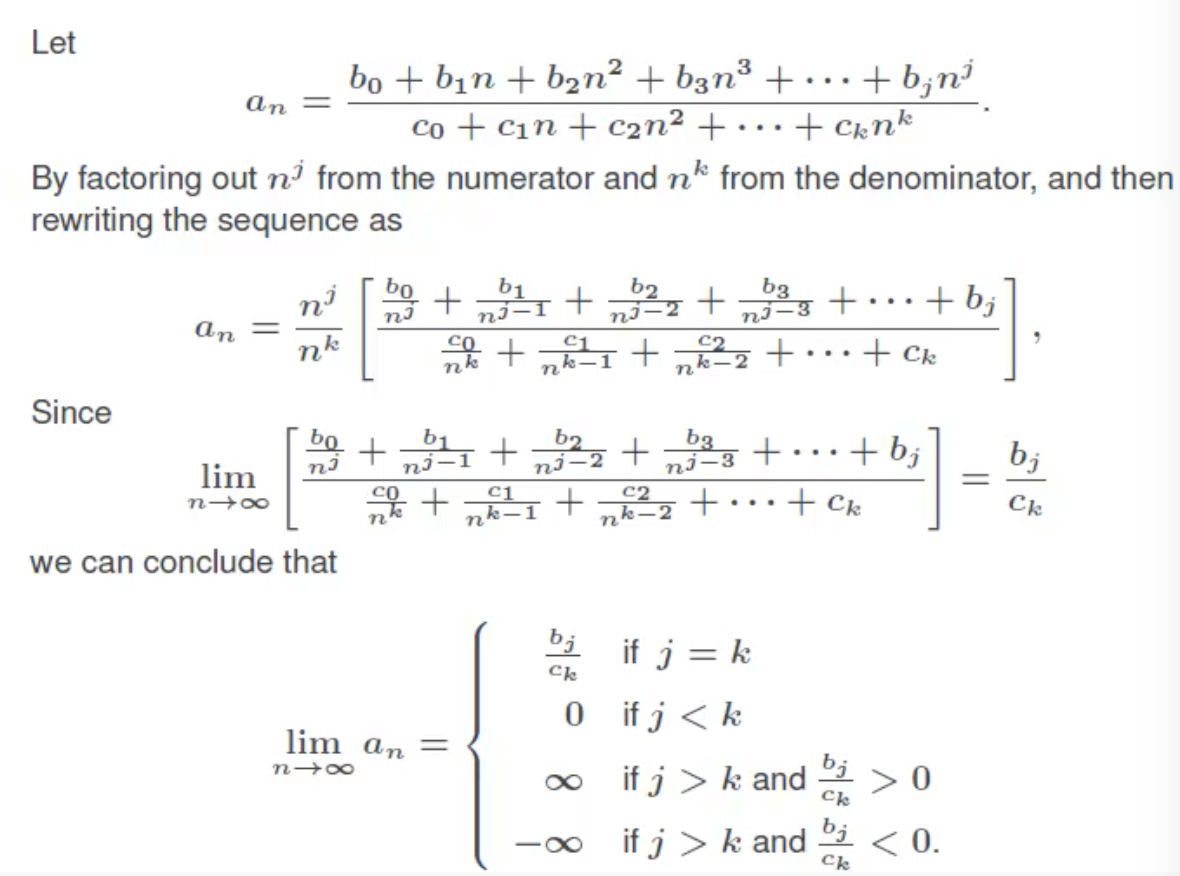 Let
a_n = \frac{b_0 + b_1 n + b_2 n^2 + b_3 n^3 + \cdots + b_j n^j}{c_0 + c_1 n + c_2 n^2 + \cdots + c_k n^k}.
By factoring out n^j from the numerator and n^k from the denominator, and then
rewriting the sequence as
a_n = \frac{n^j}{n^k} \left[ \frac{\frac{b_0}{n^j} + \frac{b_1}{n^{j-1}} + \frac{b_2}{n^{j-2}} + \frac{b_3}{n^{j-3}} + \cdots + b_j}{\frac{c_0}{n^k} + \frac{c_1}{n^{k-1}} + \frac{c_2}{n^{k-2}} + \cdots + c_k} \right],
Since
\lim_{n \to \infty} \left[ \frac{\frac{b_0}{n^j} + \frac{b_1}{n^{j-1}} + \frac{b_2}{n^{j-2}} + \frac{b_3}{n^{j-3}} + \cdots + b_j}{\frac{c_0}{n^k} + \frac{c_1}{n^{k-1}} + \frac{c_2}{n^{k-2}} + \cdots + c_k} \right] = \frac{b_j}{c_k}
we can conclude that
\lim_{n \to \infty} a_n = \begin{cases} \frac{b_j}{c_k} & \text{if } j = k \\ 0 & \text{if } j < k \\ \infty & \text{if } j > k \text{ and } \frac{b_j}{c_k} > 0 \\ -\infty & \text{if } j > k \text{ and } \frac{b_j}{c_k} < 0. \end{cases}